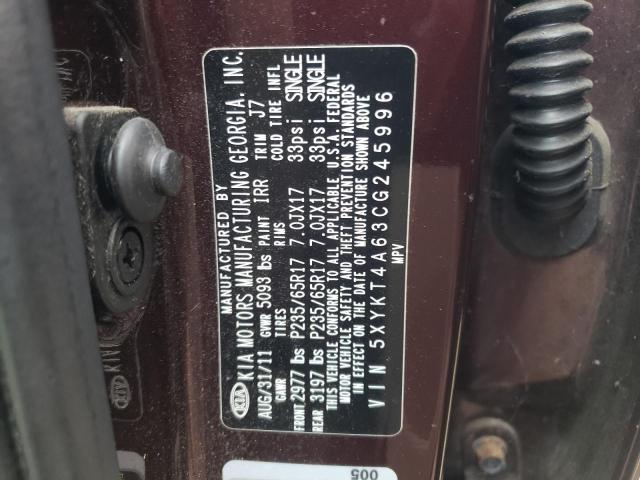 MANUFACTURED BY
KIA KIA MOTORS MANUFACTURING GEORGIA, INC.
AUG/31/11 GVWR 5093 lbs PAINT IRR TRIM J7
GAWR TIRES RIMS COLD TIRE INFL
FRONT 2977 lbs P235/65R17 7.0JX17 33psi SINGLE
REAR 3197 lbs P235/65R17 7.0JX17 33psi SINGLE
THIS VEHICLE CONFORMS TO ALL APPLICABLE U.S.A. FEDERAL
MOTOR VEHICLE SAFETY AND THEFT PREVENTION STANDARDS
IN EFFECT ON THE DATE OF MANUFACTURE SHOWN ABOVE
VIN 5XYKT4A63CG245996
MPV
005